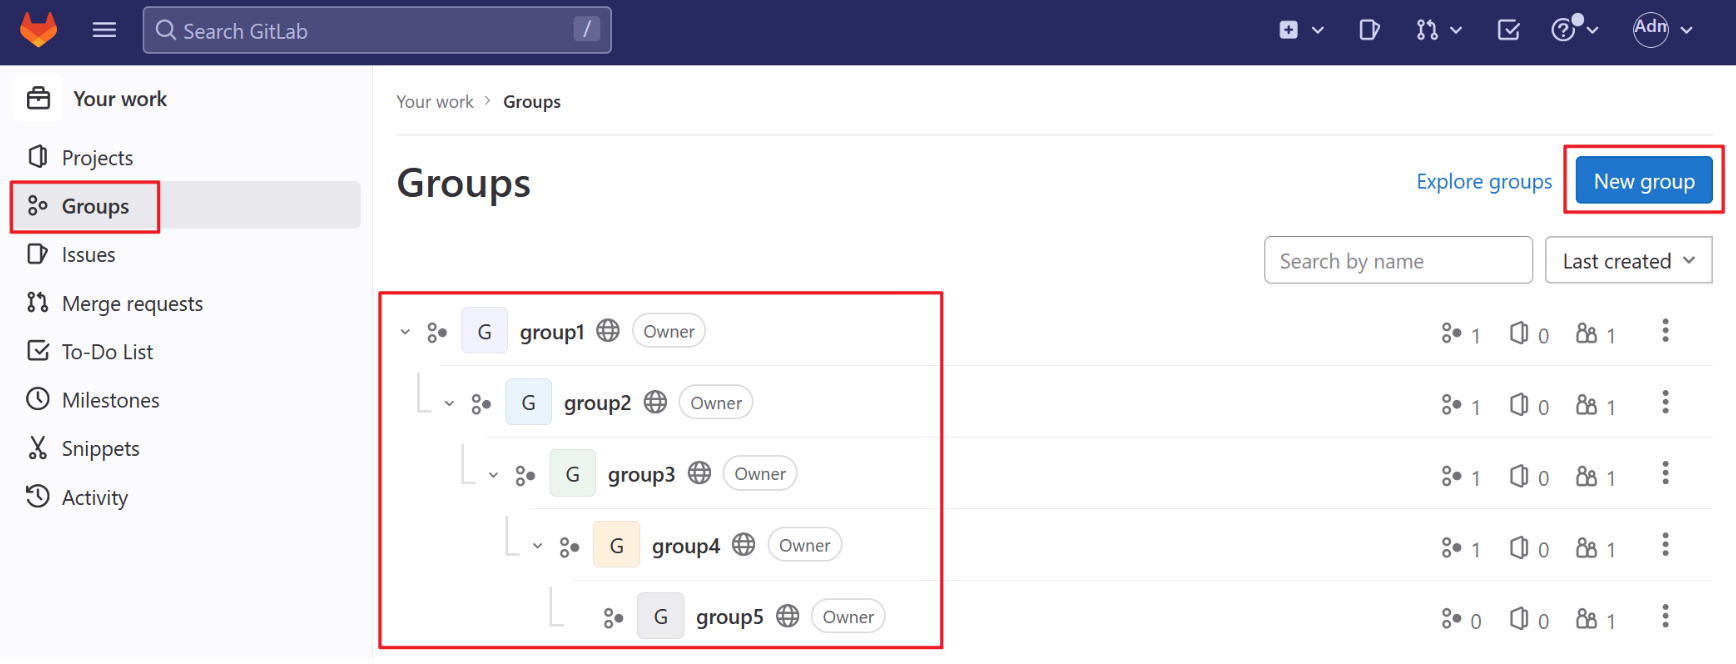 Search GitLab /
Adn
Your work
Projects
Groups
Issues
Merge requests
To-Do List
Milestones
Snippets
Activity
Your work > Groups
Groups
Explore groups
New group
Search by name
Last created
G group1 Owner 1 0 1
G group2 Owner 1 0 1
G group3 Owner 1 0 1
G group4 Owner 1 0 1
G group5 Owner 0 0 1